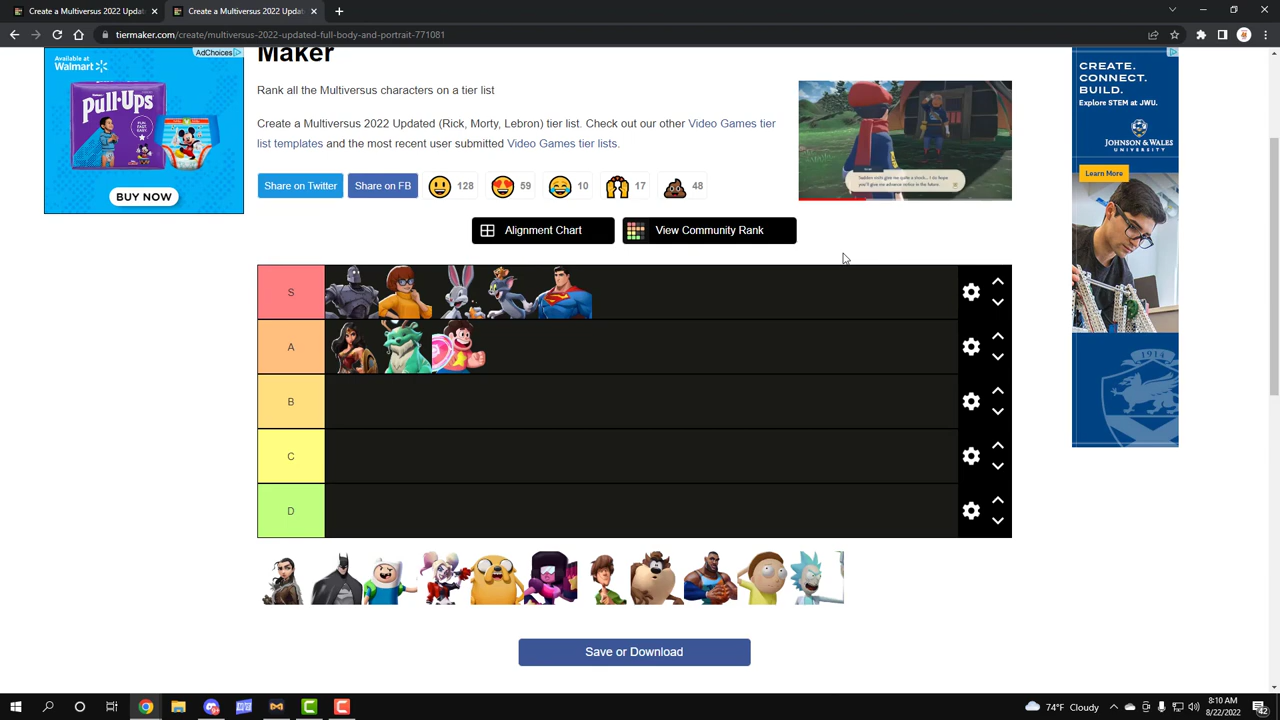 Create a Multiversus 2022 Updat
Create a Multiversus 2022 Updat
tiermaker.com/create/multiversus-2022-updated-full-body-and-portrait-771081
Maker
Rank all the Multiversus characters on a tier list
Create a Multiversus 2022 Updated (Rick, Morty, Lebron) tier list. Check out our other Video Games tier
list templates and the most recent user submitted Video Games tier lists.
Share on Twitter
Share on FB
128
59
10
17
48
Alignment Chart
View Community Rank
AdChoices
Available at
Walmart
PULL-UPS
BUY NOW
CREATE.
CONNECT.
BUILD.
Explore STEM at JWU.
JOHNSON & WALES
UNIVERSITY
Learn More
1914
S
A
B
C
D
Save or Download
74°F Cloudy
8:10 AM
8/22/2022
42